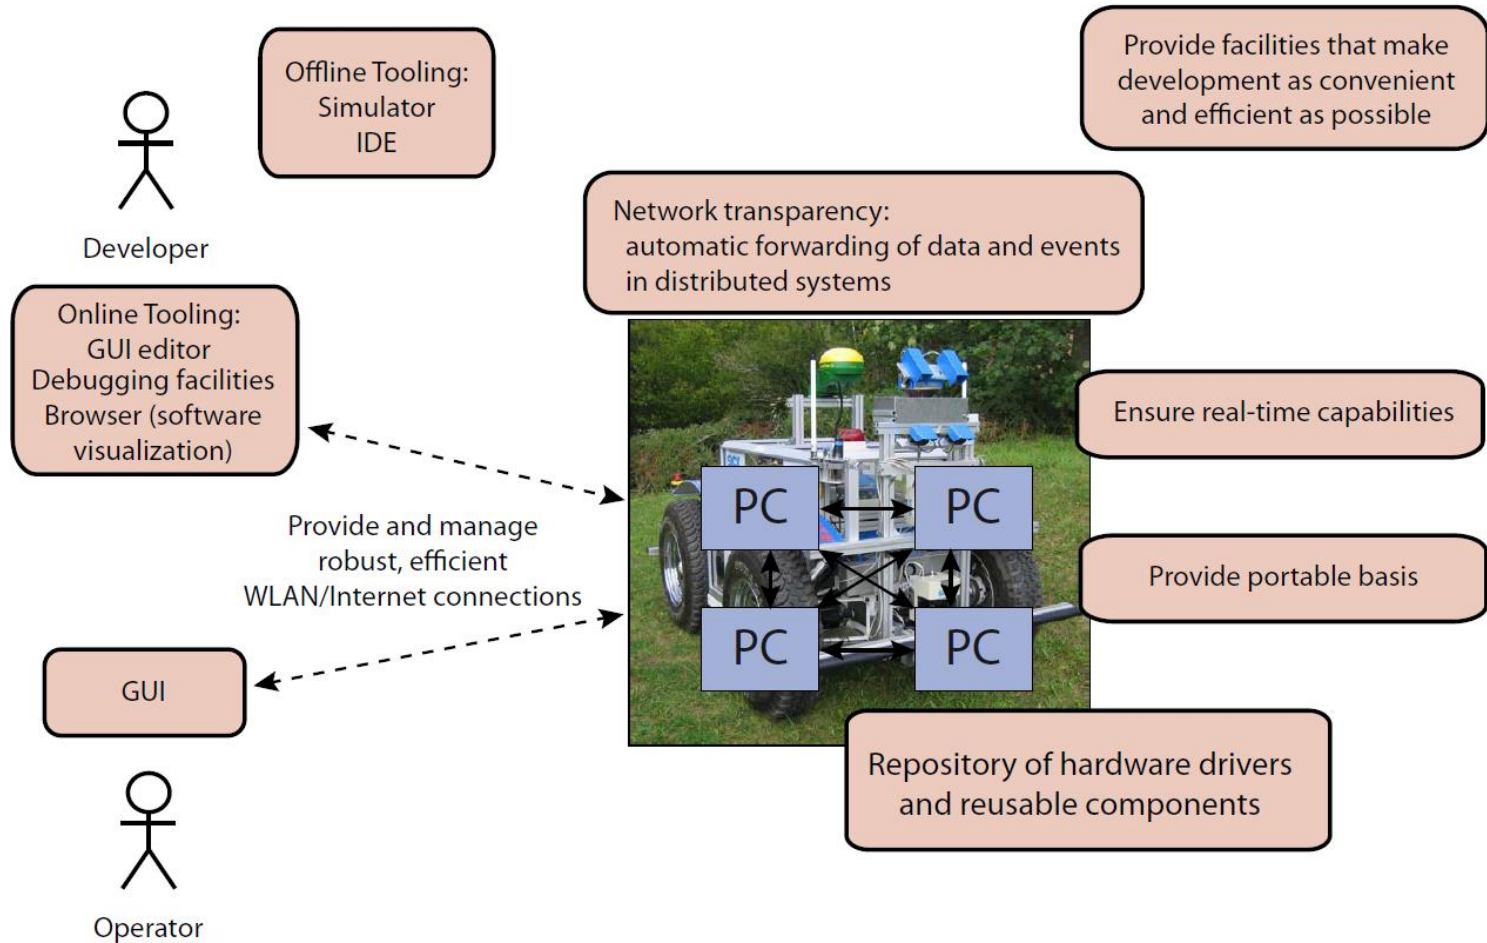 Offline Tooling:
Simulator
IDE
Developer
Online Tooling:
GUI editor
Debugging facilities
Browser (software
visualization)
Provide and manage
robust, efficient
WLAN/Internet connections
GUI
Operator
Provide facilities that make
development as convenient
and efficient as possible
Network transparency:
automatic forwarding of data and events
in distributed systems
Ensure real-time capabilities
Provide portable basis
PC
PC
PC
PC
Repository of hardware drivers
and reusable components